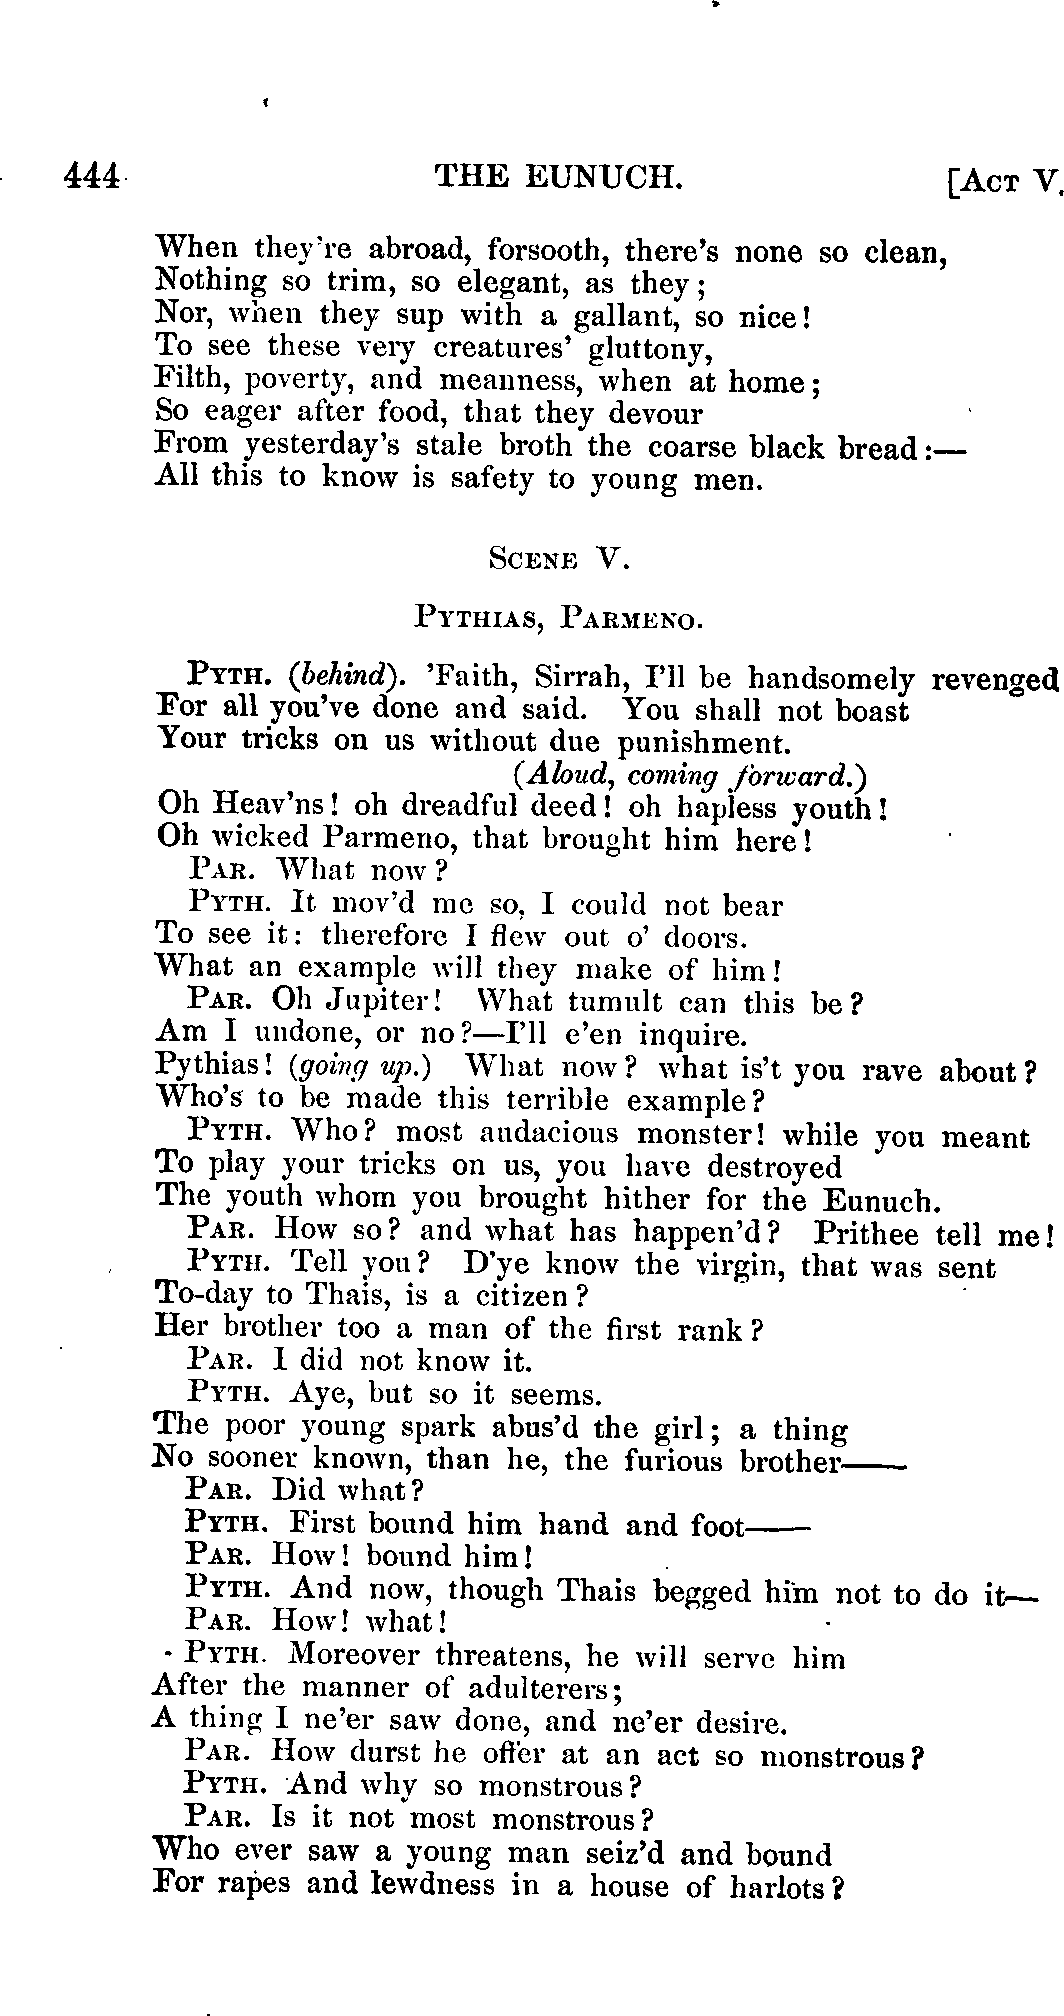 444 THE EUNUCH. [ACT V.
When they're abroad, forsooth, there's none so clean,
Nothing so trim, so elegant, as they;
Nor, when they sup with a gallant, so nice!
To see these very creatures' gluttony,
Filth, poverty, and meanness, when at home;
So eager after food, that they devour
From yesterday's stale broth the coarse black bread:—
All this to know is safety to young men.
SCENE V.
PYTHIAS, PARMENO.
PYTH. (behind). 'Faith, Sirrah, I'll be handsomely revenged
For all you've done and said. You shall not boast
Your tricks on us without due punishment.
(Aloud, coming forward.)
Oh Heav'ns! oh dreadful deed! oh hapless youth!
Oh wicked Parmeno, that brought him here!
PAR. What now?
PYTH. It mov'd me so, I could not bear
To see it: therefore I flew out o' doors.
What an example will they make of him!
PAR. Oh Jupiter! What tumult can this be?
Am I undone, or no?—I'll e'en inquire.
Pythias! (going up.) What now? what is't you rave about?
Who's to be made this terrible example?
PYTH. Who? most audacious monster! while you meant
To play your tricks on us, you have destroyed
The youth whom you brought hither for the Eunuch.
PAR. How so? and what has happen'd? Prithee tell me!
PYTH. Tell you? D'ye know the virgin, that was sent
To-day to Thais, is a citizen?
Her brother too a man of the first rank?
PAR. I did not know it.
PYTH. Aye, but so it seems.
The poor young spark abus'd the girl; a thing
No sooner known, than he, the furious brother——
PAR. Did what?
PYTH. First bound him hand and foot——
PAR. How! bound him!
PYTH. And now, though Thais begged him not to do it—
PAR. How! what!
PYTH. Moreover threatens, he will serve him
After the manner of adulterers;
A thing I ne'er saw done, and ne'er desire.
PAR. How durst he offer at an act so monstrous?
PYTH. And why so monstrous?
PAR. Is it not most monstrous?
Who ever saw a young man seiz'd and bound
For rapes and lewdness in a house of harlots?